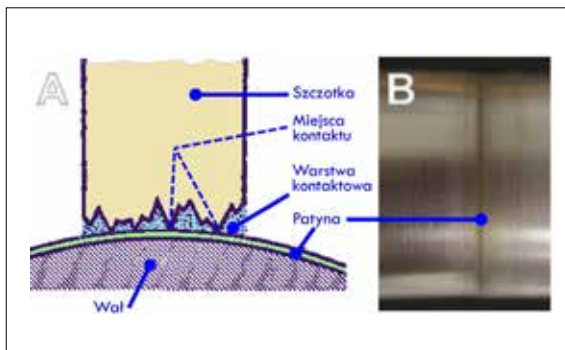 A
B
Szczotka
Miejsca
kontaktu
Warstwa
kontaktowa
Patyna
Wał